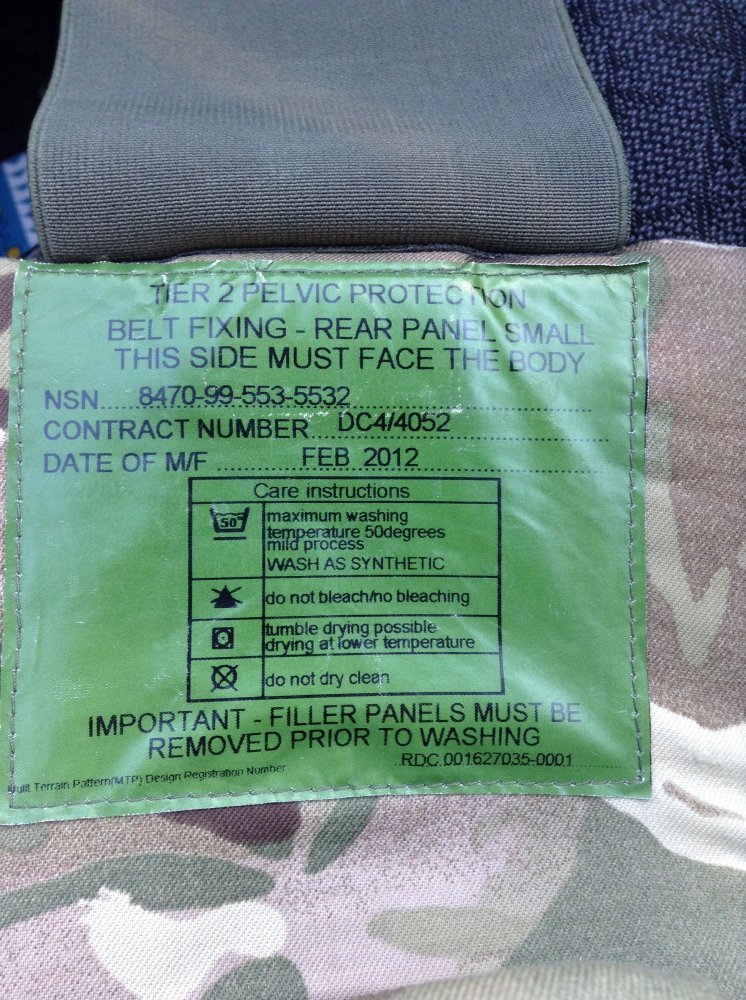 TIER 2 PELVIC PROTECTION
BELT FIXING - REAR PANEL SMALL
THIS SIDE MUST FACE THE BODY
NSN....8470-99-553-5532
CONTRACT NUMBER...DC4/4052
DATE OF M/F ............FEB 2012
Care instructions
50
maximum washing
temperature 50degrees
mild process
WASH AS SYNTHETIC
do not bleach/no bleaching
tumble drying possible
drying at lower temperature
do not dry clean
IMPORTANT - FILLER PANELS MUST BE
REMOVED PRIOR TO WASHING
Terrain Pattern(MTP) Design Registration Number ..RDC.001627035-0001